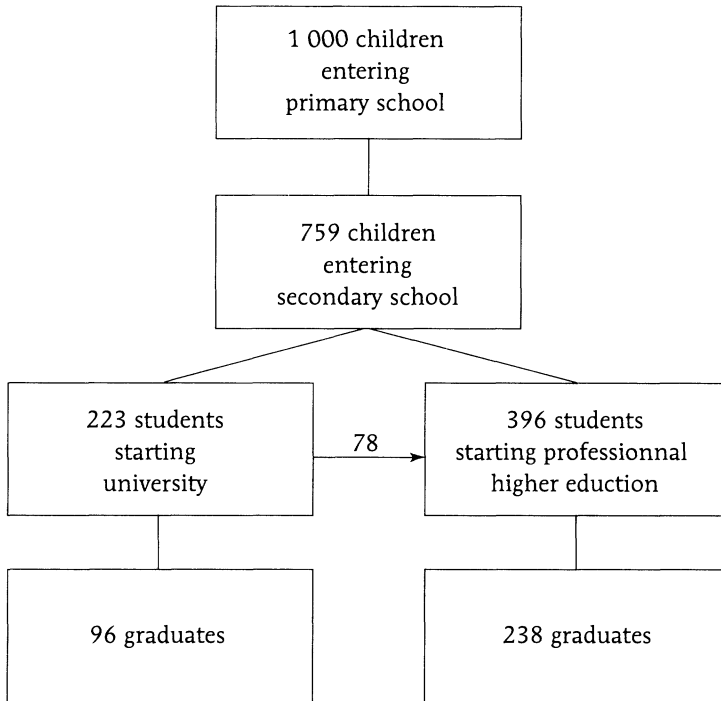 1 000 children
entering
primary school
759 children
entering
secondary school
223 students
starting
university
78
396 students
starting professionnal
higher eduction
96 graduates
238 graduates